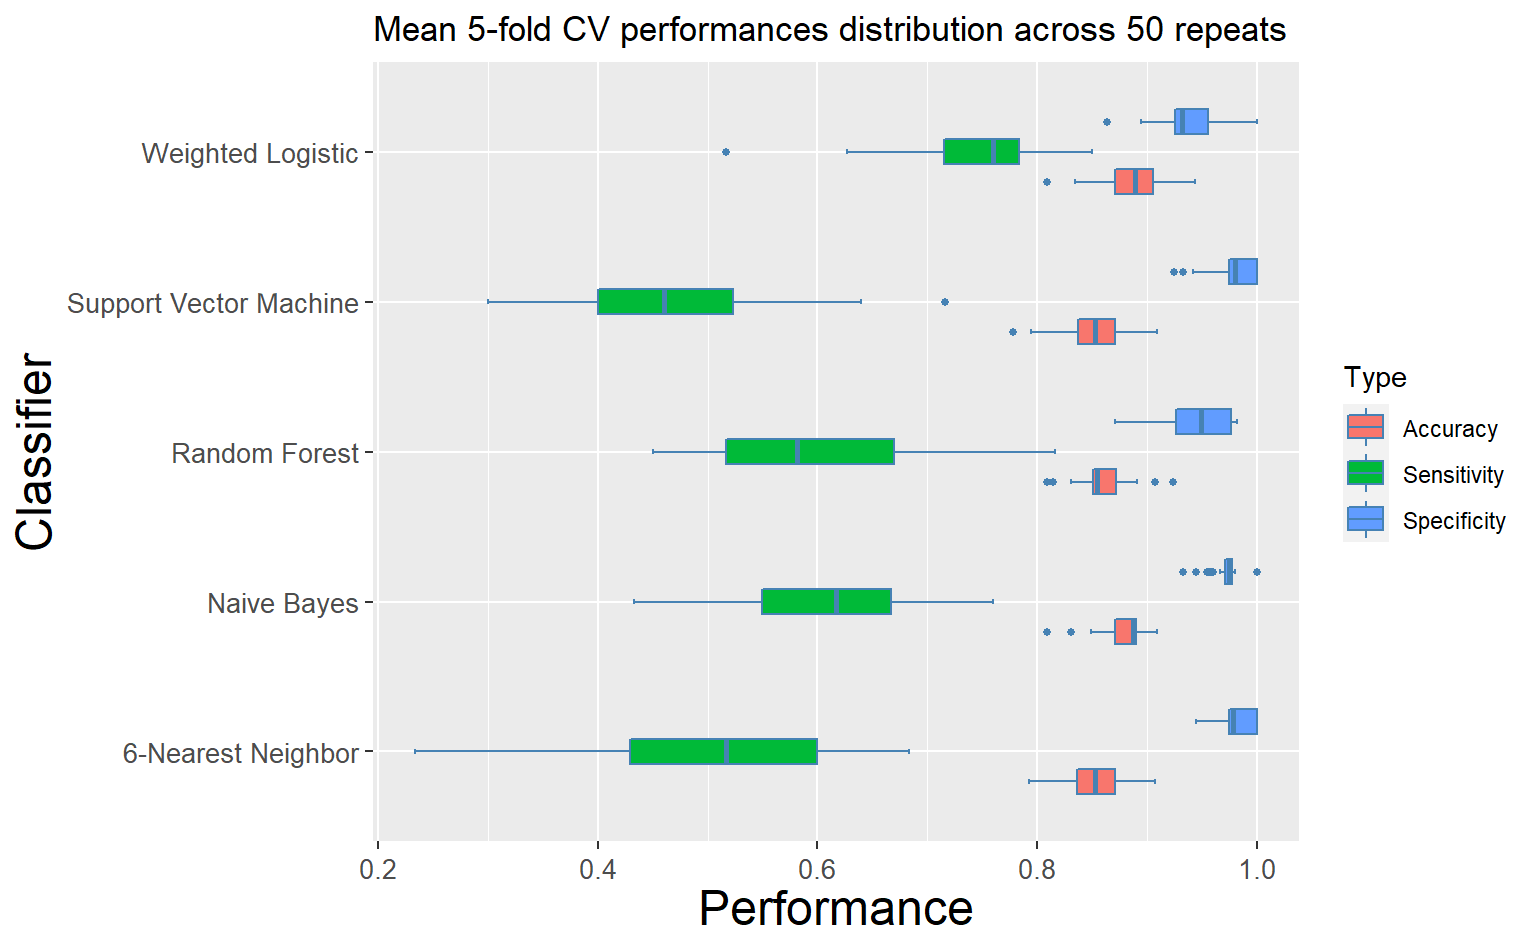 Mean 5-fold CV performances distribution across 50 repeats
Classifier
Weighted Logistic
Support Vector Machine
Random Forest
Naive Bayes
6-Nearest Neighbor
0.2 0.4 0.6 0.8 1.0
Performance
Type
Accuracy
Sensitivity
Specificity